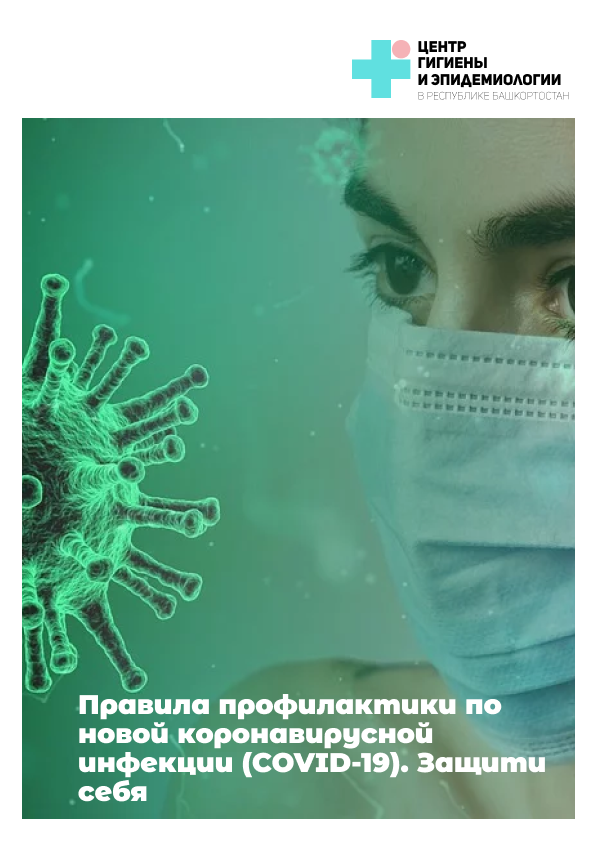 ЦЕНТР
ГИГИЕНЫ
И ЭПИДЕМИОЛОГИИ
В РЕСПУБЛИКЕ БАШКОРТОСТАН
Правила профилактики по
новой коронавирусной
инфекции (COVID-19). Защити
себя